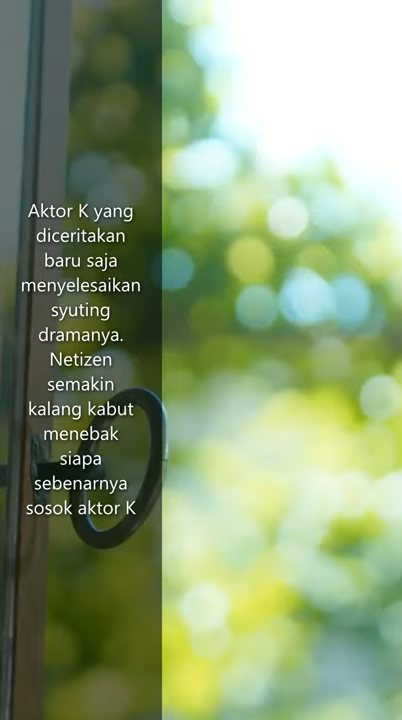 Aktor K yang
diceritakan
baru saja
menyelesaikan
syuting
dramanya.
Netizen
semakin
kalang kabut
menebak
siapa
sebenarnya
sosok aktor K